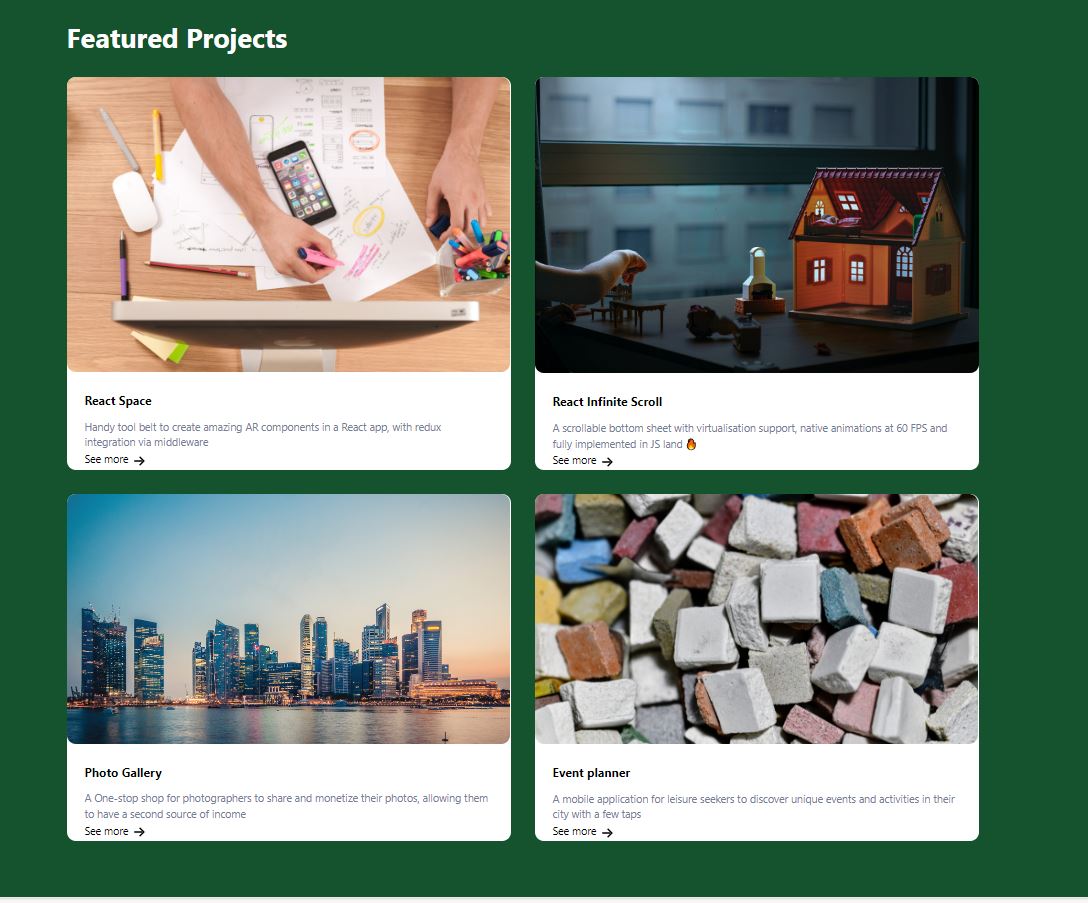 Featured Projects
React Space
Handy tool belt to create amazing AR components in a React app, with redux
integration via middleware
See more →
React Infinite Scroll
A scrollable bottom sheet with virtualisation support, native animations at 60 FPS and
fully implemented in JS land 🔥
See more →
Photo Gallery
A One-stop shop for photographers to share and monetize their photos, allowing them
to have a second source of income
See more →
Event planner
A mobile application for leisure seekers to discover unique events and activities in their
city with a few taps
See more →